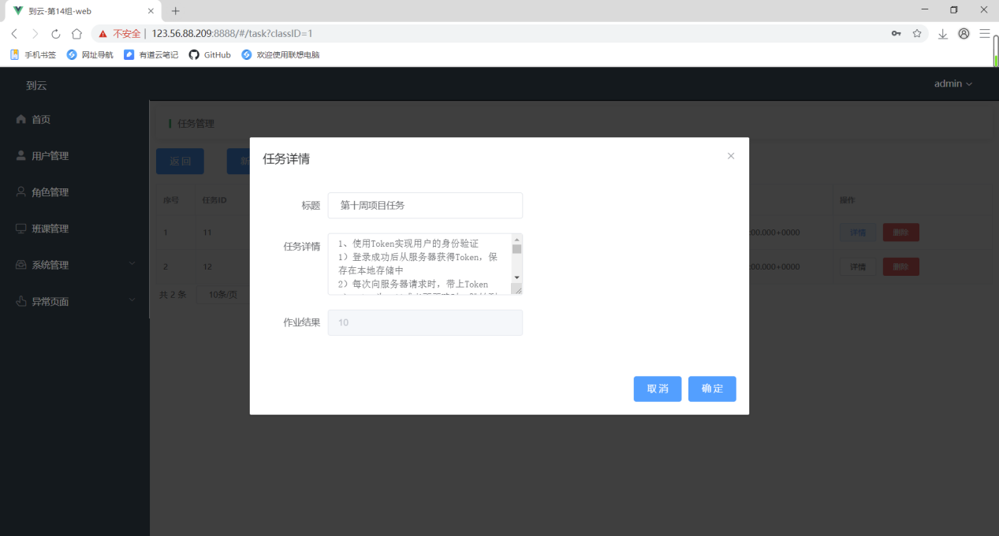 到云-第14组-web
不安全 | 123.56.88.209:8888/#/task?classID=1
手机书签 网址导航 有道云笔记 GitHub 欢迎使用联想电脑
到云
admin
首页
用户管理
角色管理
班课管理
系统管理
异常页面
任务管理
返回 新
序号 任务ID 操作
1 11 :00.000+0000 详情 删除
2 12 :00.000+0000 详情 删除
共 2 条 10条/页
任务详情
标题 第十周项目任务
任务详情 1、使用Token实现用户的身份验证
1）登录成功后从服务器获得Token，保
存在本地存储中
2）每次向服务器请求时，带上Token
作业结果 10
取消 确定